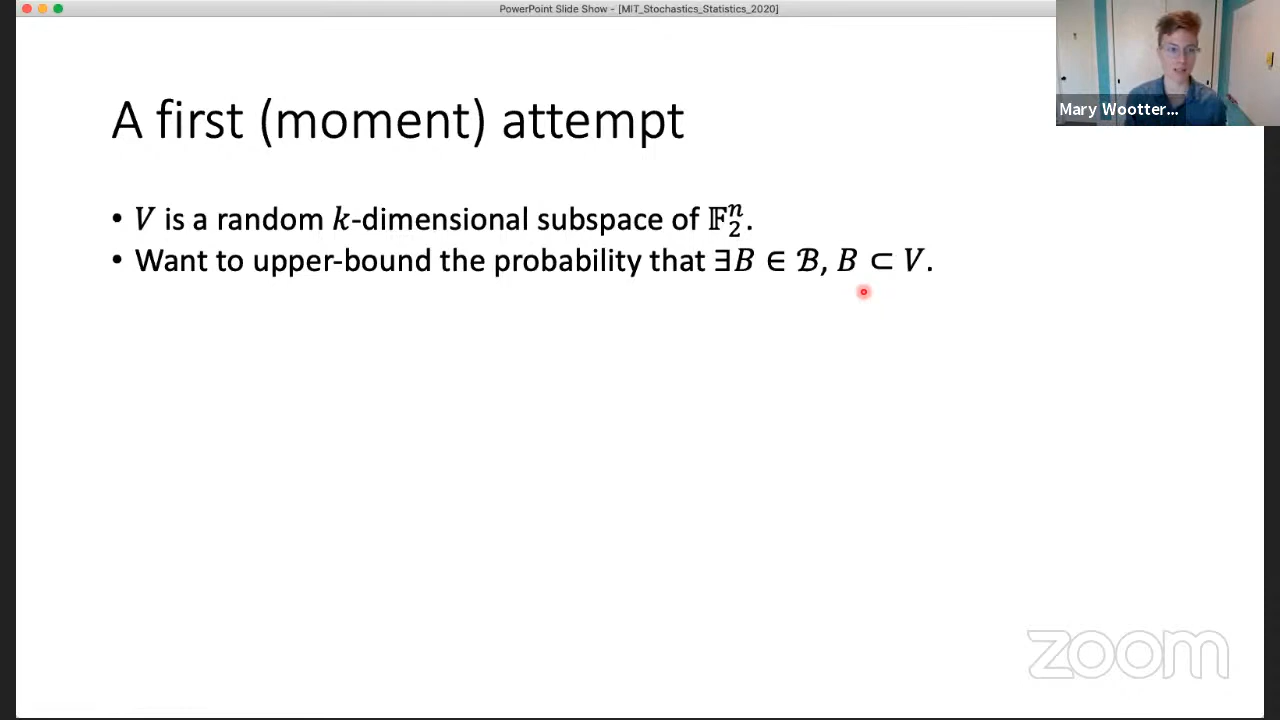 PowerPoint Slide Show - [MIT_Stochastics_Statistics_2020]
Mary Wootter...
A first (moment) attempt
• 𝑉 is a random 𝑘-dimensional subspace of 𝔽₂ⁿ.
• Want to upper-bound the probability that ∃𝐵 ∈ ℬ, 𝐵 ⊂ 𝑉.
zoom